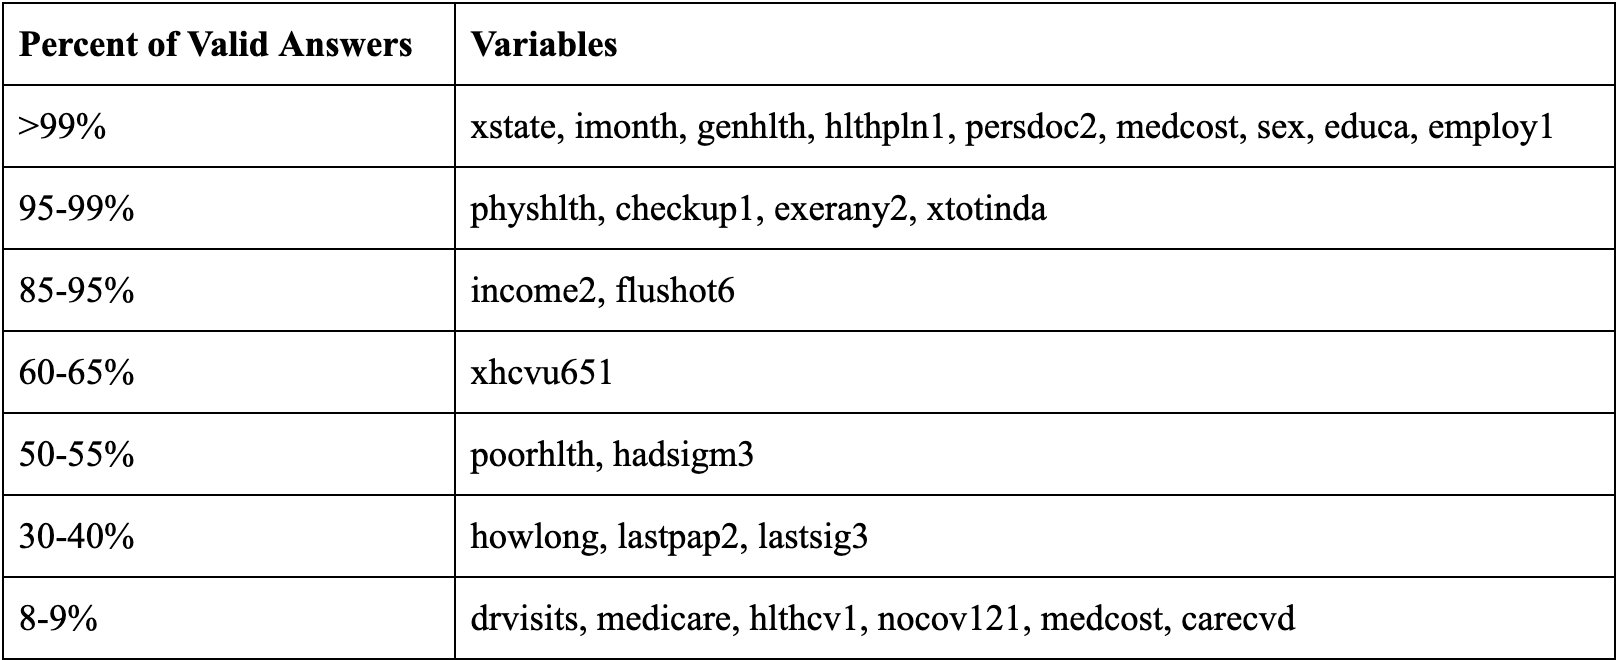 Percent of Valid Answers Variables
>99% xstate, imonth, genhlth, hlthpln1, persdoc2, medcost, sex, educa, employ1
95-99% physhlth, checkup1, exerany2, xtotinda
85-95% income2, flushot6
60-65% xhcvu651
50-55% poorhlth, hadsigm3
30-40% howlong, lastpap2, lastsig3
8-9% drvisits, medicare, hlthcv1, nocov121, medcost, carecvd